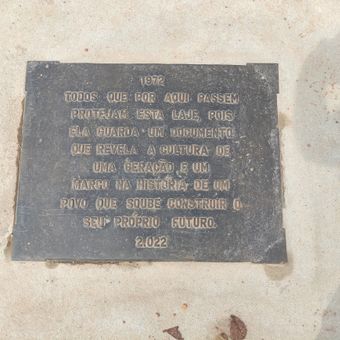 1972
TODOS QUE POR AQUI PASSEM
PROTEJAM ESTA LAJE, POIS
ELA GUARDA UM DOCUMENTO
QUE REVELA A CULTURA DE
UMA GERAÇÃO E UM
MARCO NA HISTÓRIA DE UM
POVO QUE SOUBE CONSTRUIR O
SEU PRÓPRIO FUTURO.
2.022